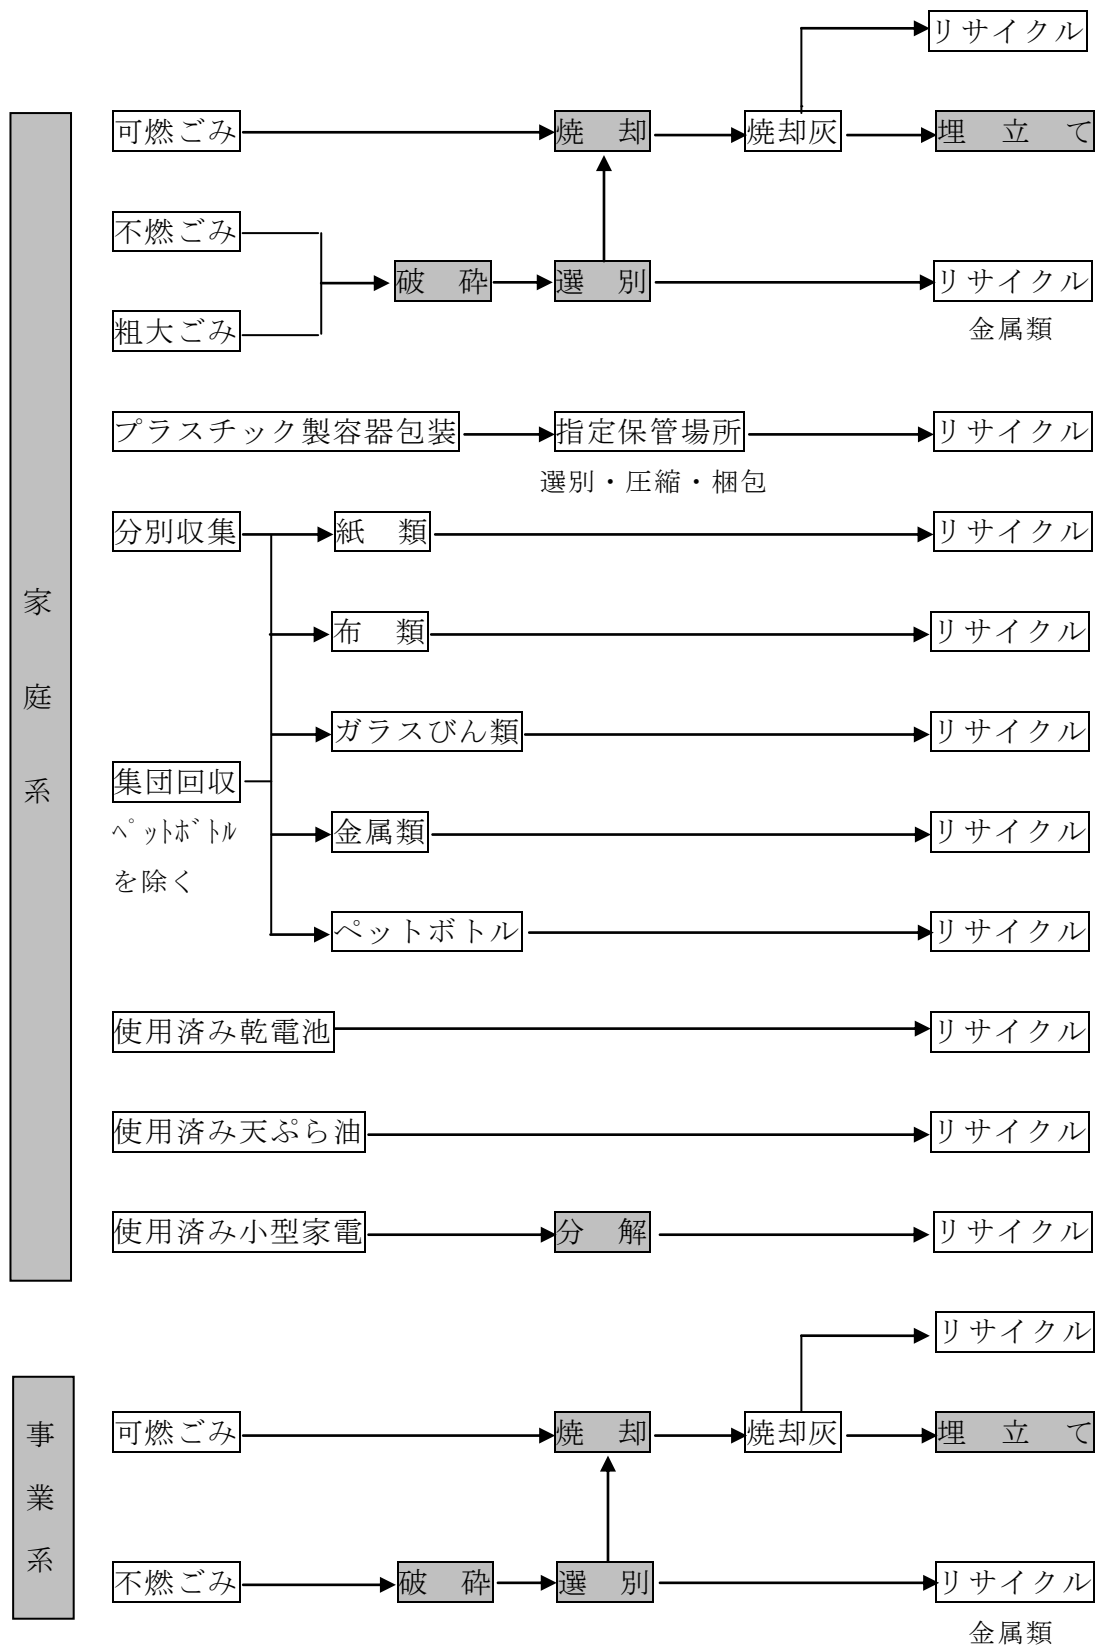 リサイクル
可燃ごみ 焼 却 焼却灰 埋 立 て
不燃ごみ
破 砕 選 別 リサイクル
粗大ごみ 金属類
プラスチック製容器包装 指定保管場所 リサイクル
選別・圧縮・梱包
分別収集 紙 類 リサイクル
布 類 リサイクル
ガラスびん類 リサイクル
集団回収
ペットボトル
を除く
金属類 リサイクル
ペットボトル リサイクル
使用済み乾電池 リサイクル
使用済み天ぷら油 リサイクル
使用済み小型家電 分 解 リサイクル
家庭系
リサイクル
可燃ごみ 焼 却 焼却灰 埋 立 て
不燃ごみ 破 砕 選 別 リサイクル
金属類
事業系